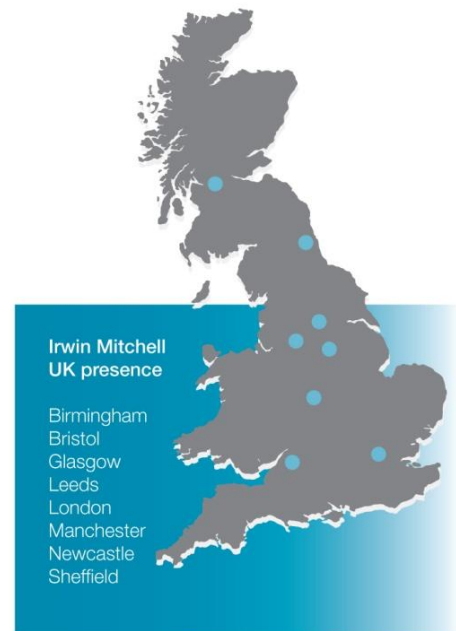 Irwin Mitchell
UK presence
Birmingham
Bristol
Glasgow
Leeds
London
Manchester
Newcastle
Sheffield